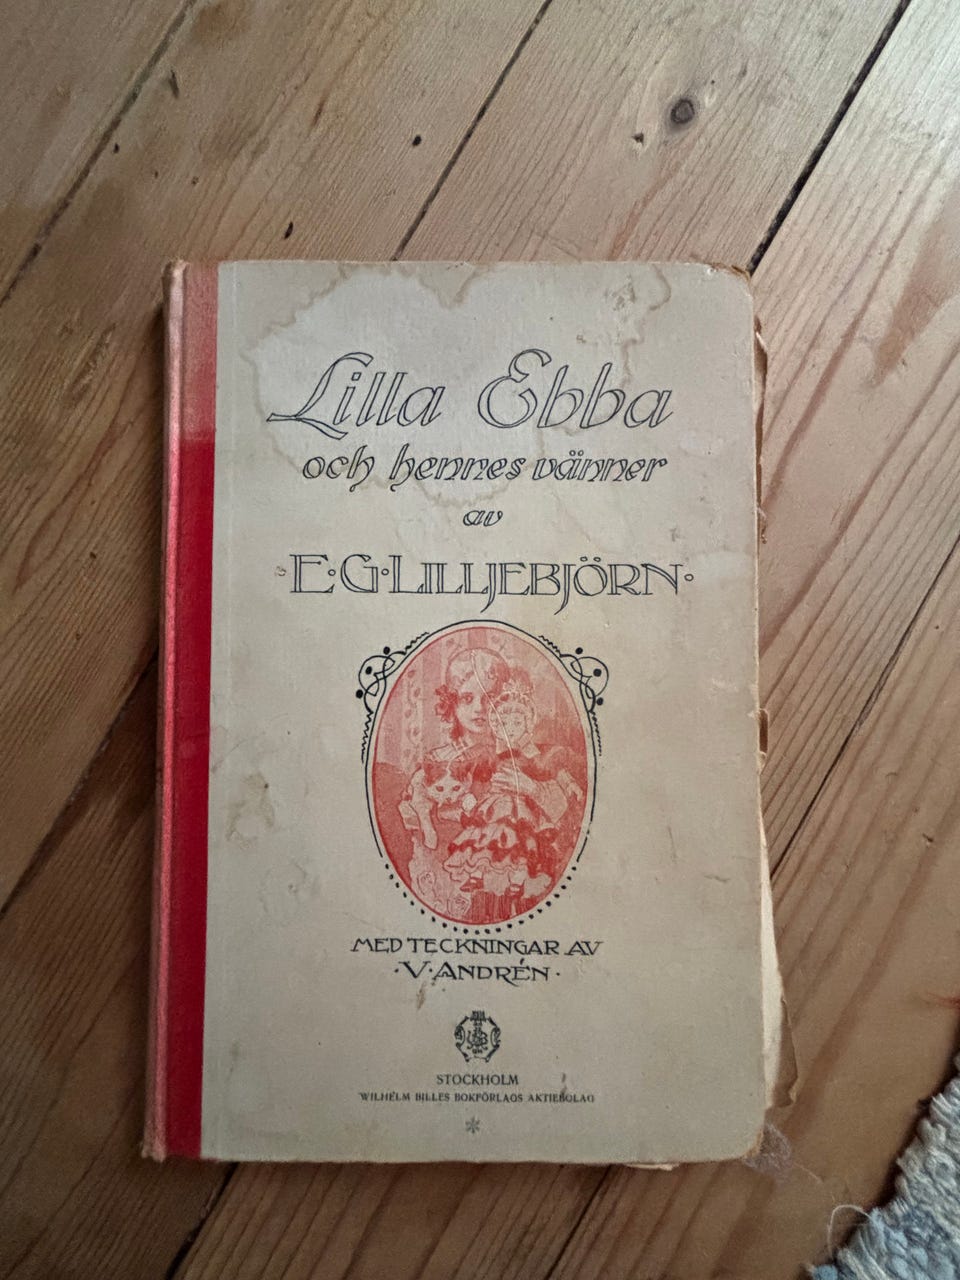 Lilla Ebba
och hennes vänner
av
·E·G·LILLJEBJÖRN·
MED TECKNINGAR AV
·V·ANDRÉN·
STOCKHOLM
WILHELM BILLES BOKFÖRLAGS AKTIEBOLAG